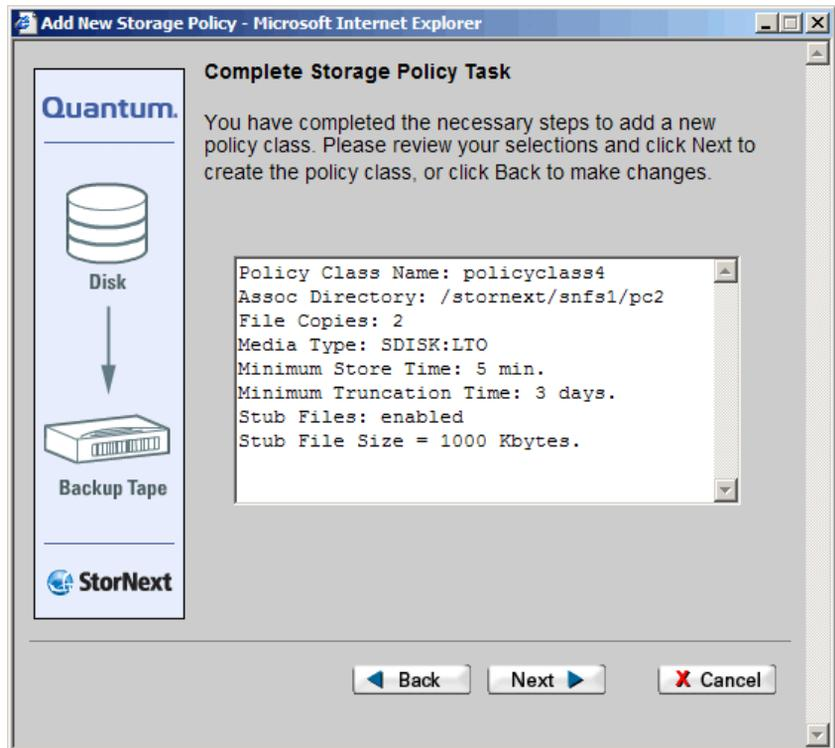 Add New Storage Policy - Microsoft Internet Explorer
Quantum.
Disk
Backup Tape
StorNext
Complete Storage Policy Task
You have completed the necessary steps to add a new
policy class. Please review your selections and click Next to
create the policy class, or click Back to make changes.
Policy Class Name: policyclass4
Assoc Directory: /stornext/snfs1/pc2
File Copies: 2
Media Type: SDISK:LTO
Minimum Store Time: 5 min.
Minimum Truncation Time: 3 days.
Stub Files: enabled
Stub File Size = 1000 Kbytes.
Back
Next
X Cancel